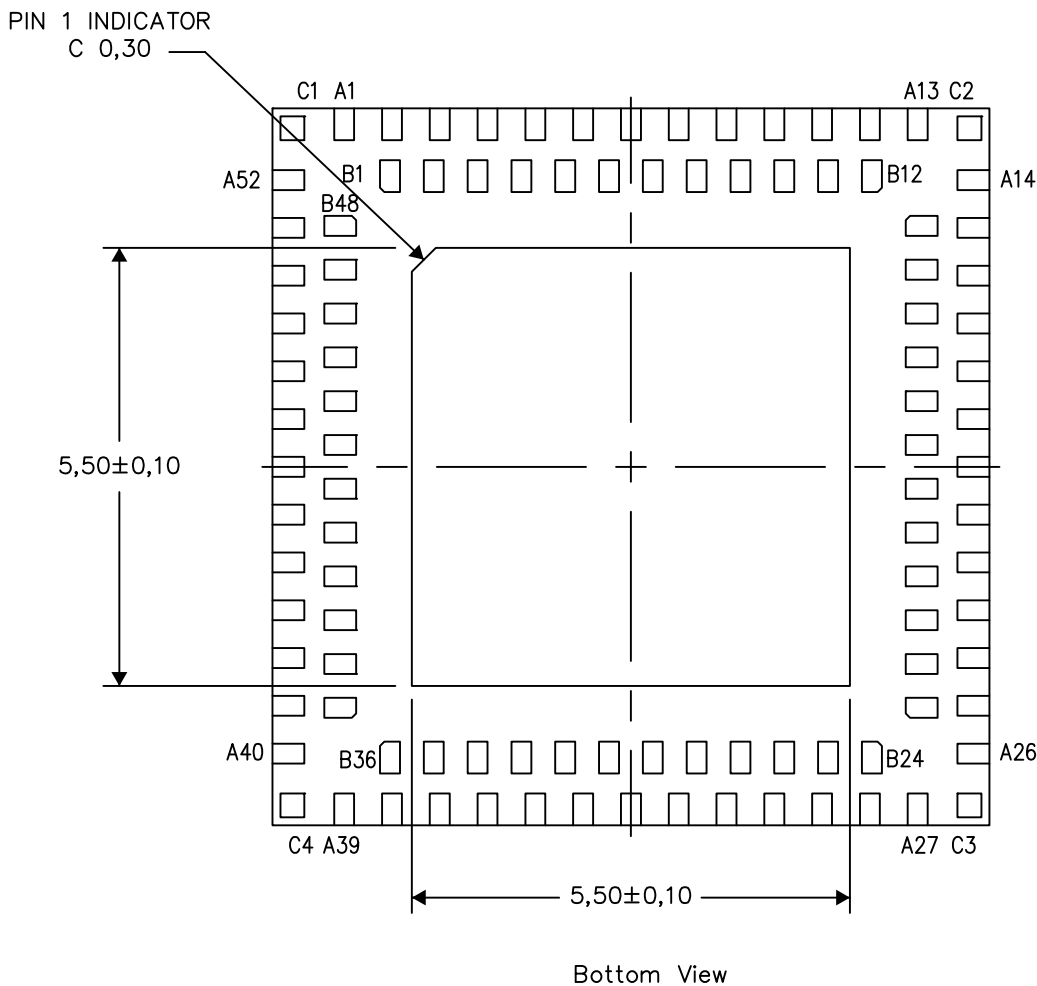 PIN 1 INDICATOR
C 0,30
C1 A1
A13 C2
A52
B1
B12
A14
B48
5,50±0,10
A40
B36
B24
A26
C4 A39
A27 C3
5,50±0,10
Bottom View